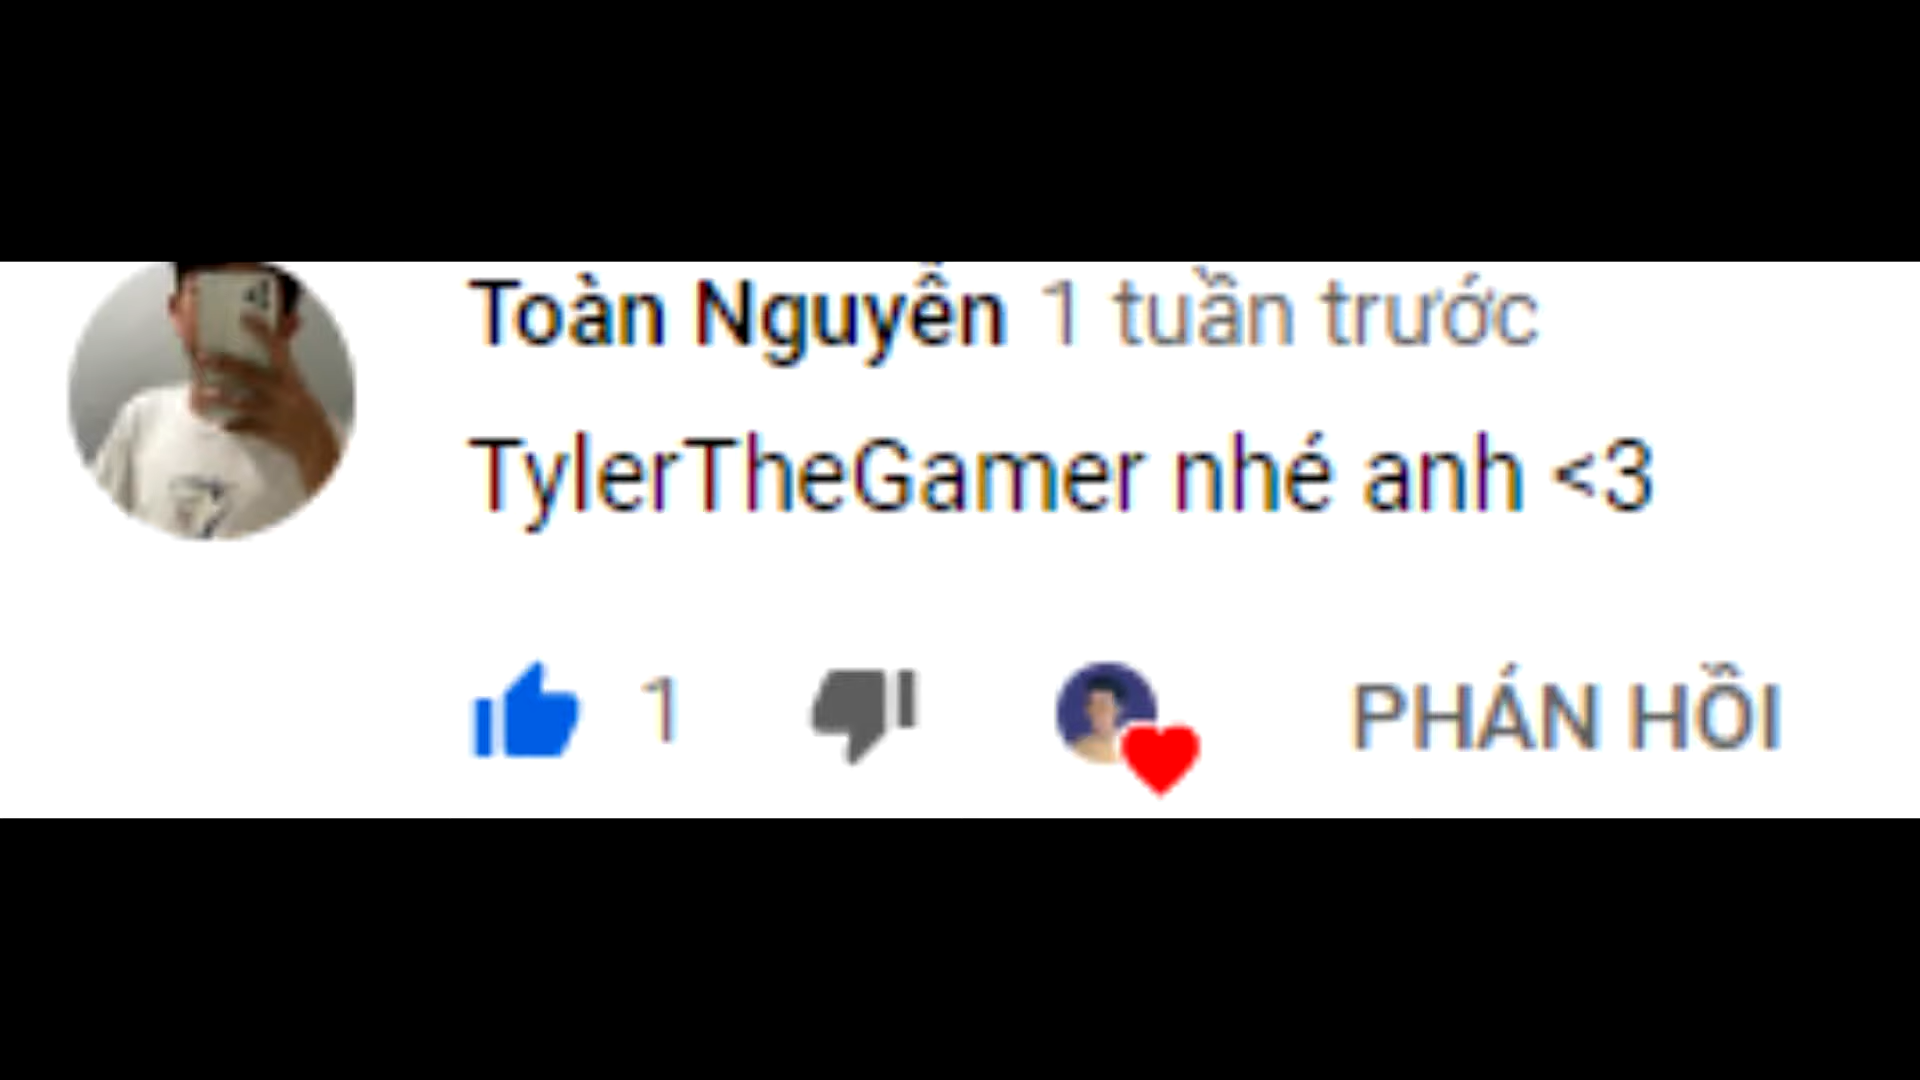 Toàn Nguyễn 1 tuần trước
TylerTheGamer nhé anh <3
1 PHẢN HỒI